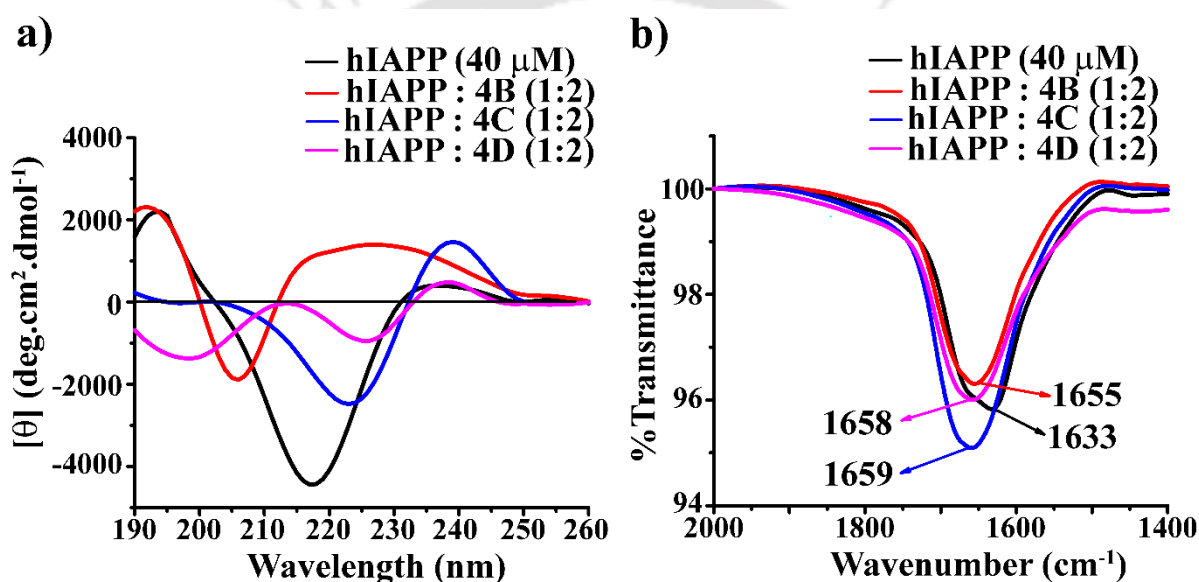 a)
hIAPP (40 μM)
hIAPP : 4B (1:2)
hIAPP : 4C (1:2)
hIAPP : 4D (1:2)
[θ] (deg.cm².dmol⁻¹)
4000
2000
0
-2000
-4000
190 200 210 220 230 240 250 260
Wavelength (nm)
b)
hIAPP (40 μM)
hIAPP : 4B (1:2)
hIAPP : 4C (1:2)
hIAPP : 4D (1:2)
%Transmittance
100
98
96
94
1658
1659
1655
1633
2000 1800 1600 1400
Wavenumber (cm⁻¹)